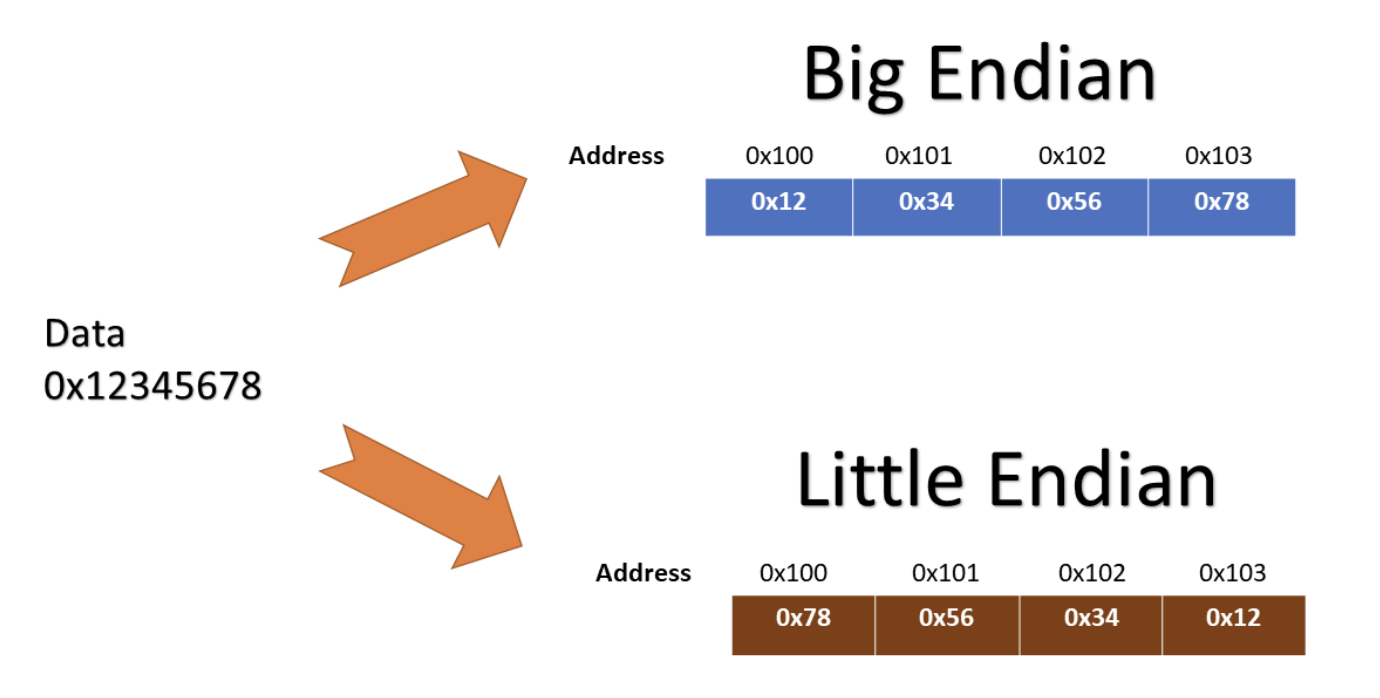 Big Endian
Address 0x100 0x101 0x102 0x103
0x12 0x34 0x56 0x78
Data
0x12345678
Little Endian
Address 0x100 0x101 0x102 0x103
0x78 0x56 0x34 0x12